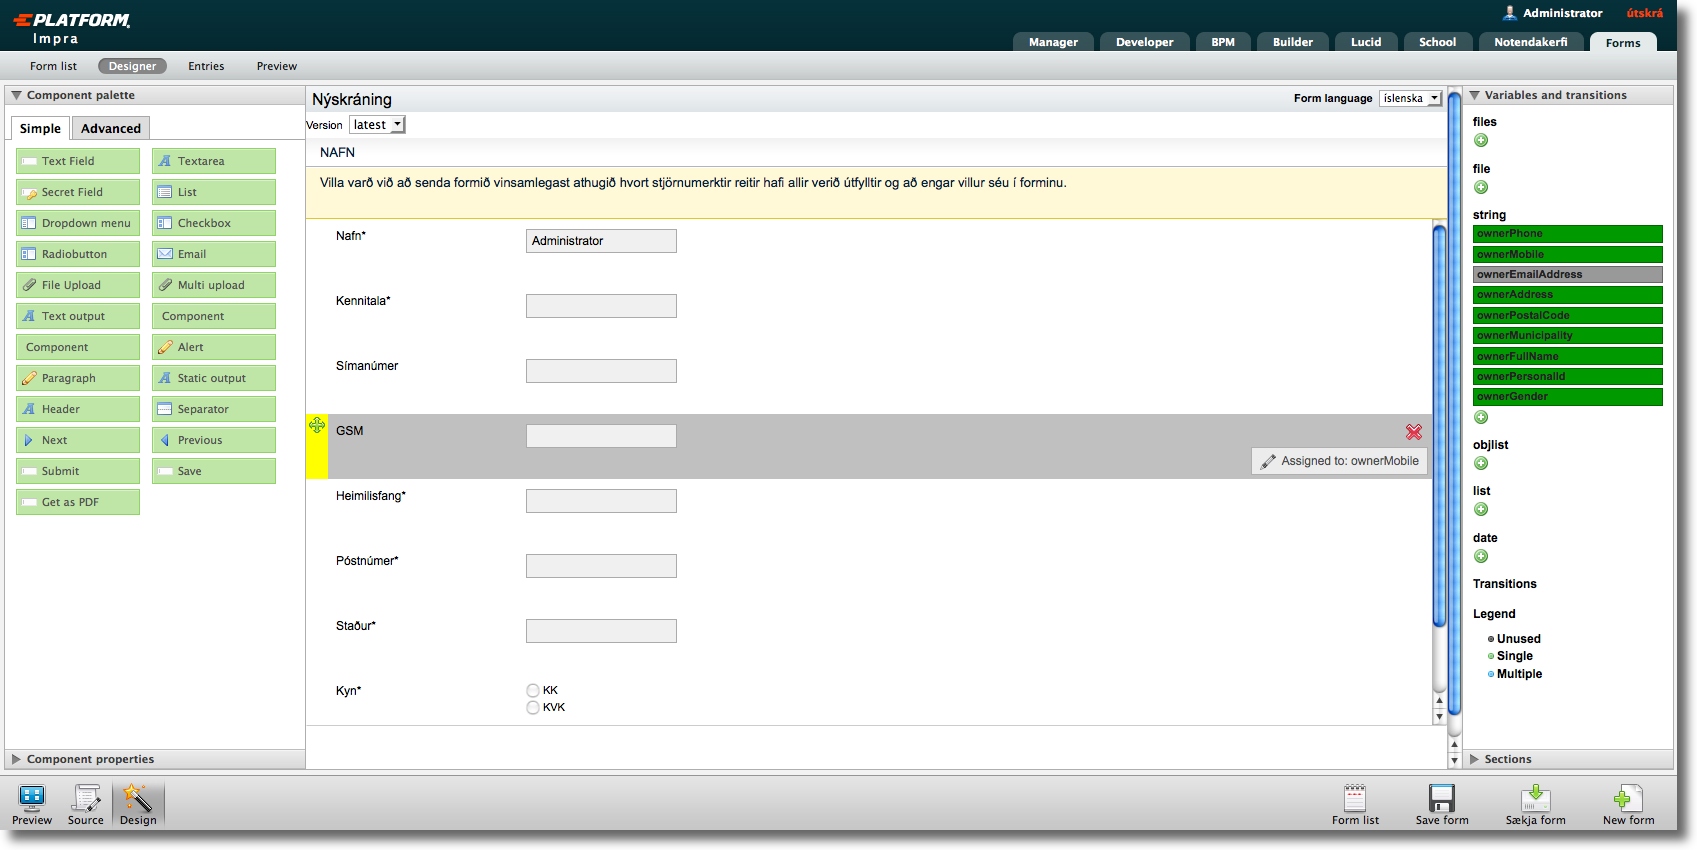 PLATFORM
Impra
Administrator
útskrá
Manager
Developer
BPM
Builder
Lucid
School
Notendakerfi
Forms
Form list
Designer
Entries
Preview
Component palette
Simple
Advanced
Text Field
Textarea
Secret Field
List
Dropdown menu
Checkbox
Radiobutton
Email
File Upload
Multi upload
Text output
Component
Component
Alert
Paragraph
Static output
Header
Separator
Next
Previous
Submit
Save
Get as PDF
Component properties
Nýskráning
Form language
íslenska
Version
latest
NAFN
Villa varð við að senda formið vinsamlegast athugið hvort stjörnumerktir reitir hafi allir verið útfylltir og að engar villur séu í forminu.
Nafn*
Administrator
Kennitala*
Símanúmer
GSM
Assigned to: ownerMobile
Heimilisfang*
Póstnúmer*
Staður*
Kyn*
KK
KVK
Variables and transitions
files
file
string
ownerPhone
ownerMobile
ownerEmailAddress
ownerAddress
ownerPostalCode
ownerMunicipality
ownerFullName
ownerPersonalId
ownerGender
objlist
list
date
Transitions
Legend
Unused
Single
Multiple
Sections
Preview
Source
Design
Form list
Save form
Sækja form
New form